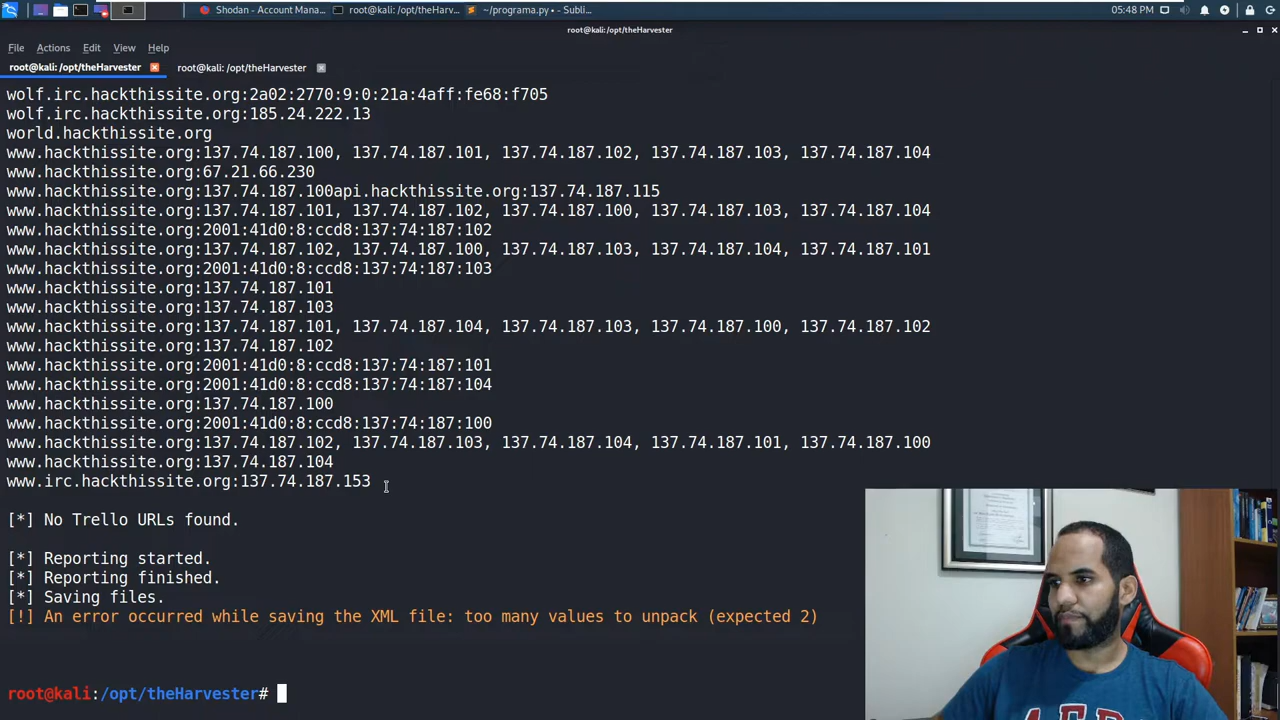 Shodan - Account Mana...
root@kali: /opt/theHarv...
~/programa.py • - Subli...
05:48 PM
root@kali: /opt/theHarvester
File Actions Edit View Help
root@kali: /opt/theHarvester
root@kali: /opt/theHarvester
wolf.irc.hackthissite.org:2a02:2770:9:0:21a:4aff:fe68:f705
wolf.irc.hackthissite.org:185.24.222.13
world.hackthissite.org
www.hackthissite.org:137.74.187.100, 137.74.187.101, 137.74.187.102, 137.74.187.103, 137.74.187.104
www.hackthissite.org:67.21.66.230
www.hackthissite.org:137.74.187.100api.hackthissite.org:137.74.187.115
www.hackthissite.org:137.74.187.101, 137.74.187.102, 137.74.187.100, 137.74.187.103, 137.74.187.104
www.hackthissite.org:2001:41d0:8:ccd8:137:74:187:102
www.hackthissite.org:137.74.187.102, 137.74.187.100, 137.74.187.103, 137.74.187.104, 137.74.187.101
www.hackthissite.org:2001:41d0:8:ccd8:137:74:187:103
www.hackthissite.org:137.74.187.101
www.hackthissite.org:137.74.187.103
www.hackthissite.org:137.74.187.101, 137.74.187.104, 137.74.187.103, 137.74.187.100, 137.74.187.102
www.hackthissite.org:137.74.187.102
www.hackthissite.org:2001:41d0:8:ccd8:137:74:187:101
www.hackthissite.org:2001:41d0:8:ccd8:137:74:187:104
www.hackthissite.org:137.74.187.100
www.hackthissite.org:2001:41d0:8:ccd8:137:74:187:100
www.hackthissite.org:137.74.187.102, 137.74.187.103, 137.74.187.104, 137.74.187.101, 137.74.187.100
www.hackthissite.org:137.74.187.104
www.irc.hackthissite.org:137.74.187.153
[*] No Trello URLs found.
[*] Reporting started.
[*] Reporting finished.
[*] Saving files.
[!] An error occurred while saving the XML file: too many values to unpack (expected 2)
root@kali:/opt/theHarvester#